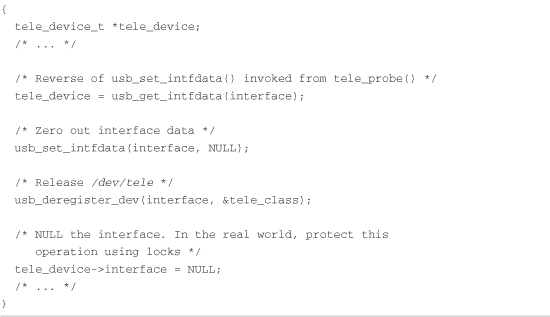 {
tele_device_t *tele_device;
/* ... */
/* Reverse of usb_set_intfdata() invoked from tele_probe() */
tele_device = usb_get_intfdata(interface);
/* Zero out interface data */
usb_set_intfdata(interface, NULL);
/* Release /dev/tele */
usb_deregister_dev(interface, &tele_class);
/* NULL the interface. In the real world, protect this
operation using locks */
tele_device->interface = NULL;
/* ... */
}